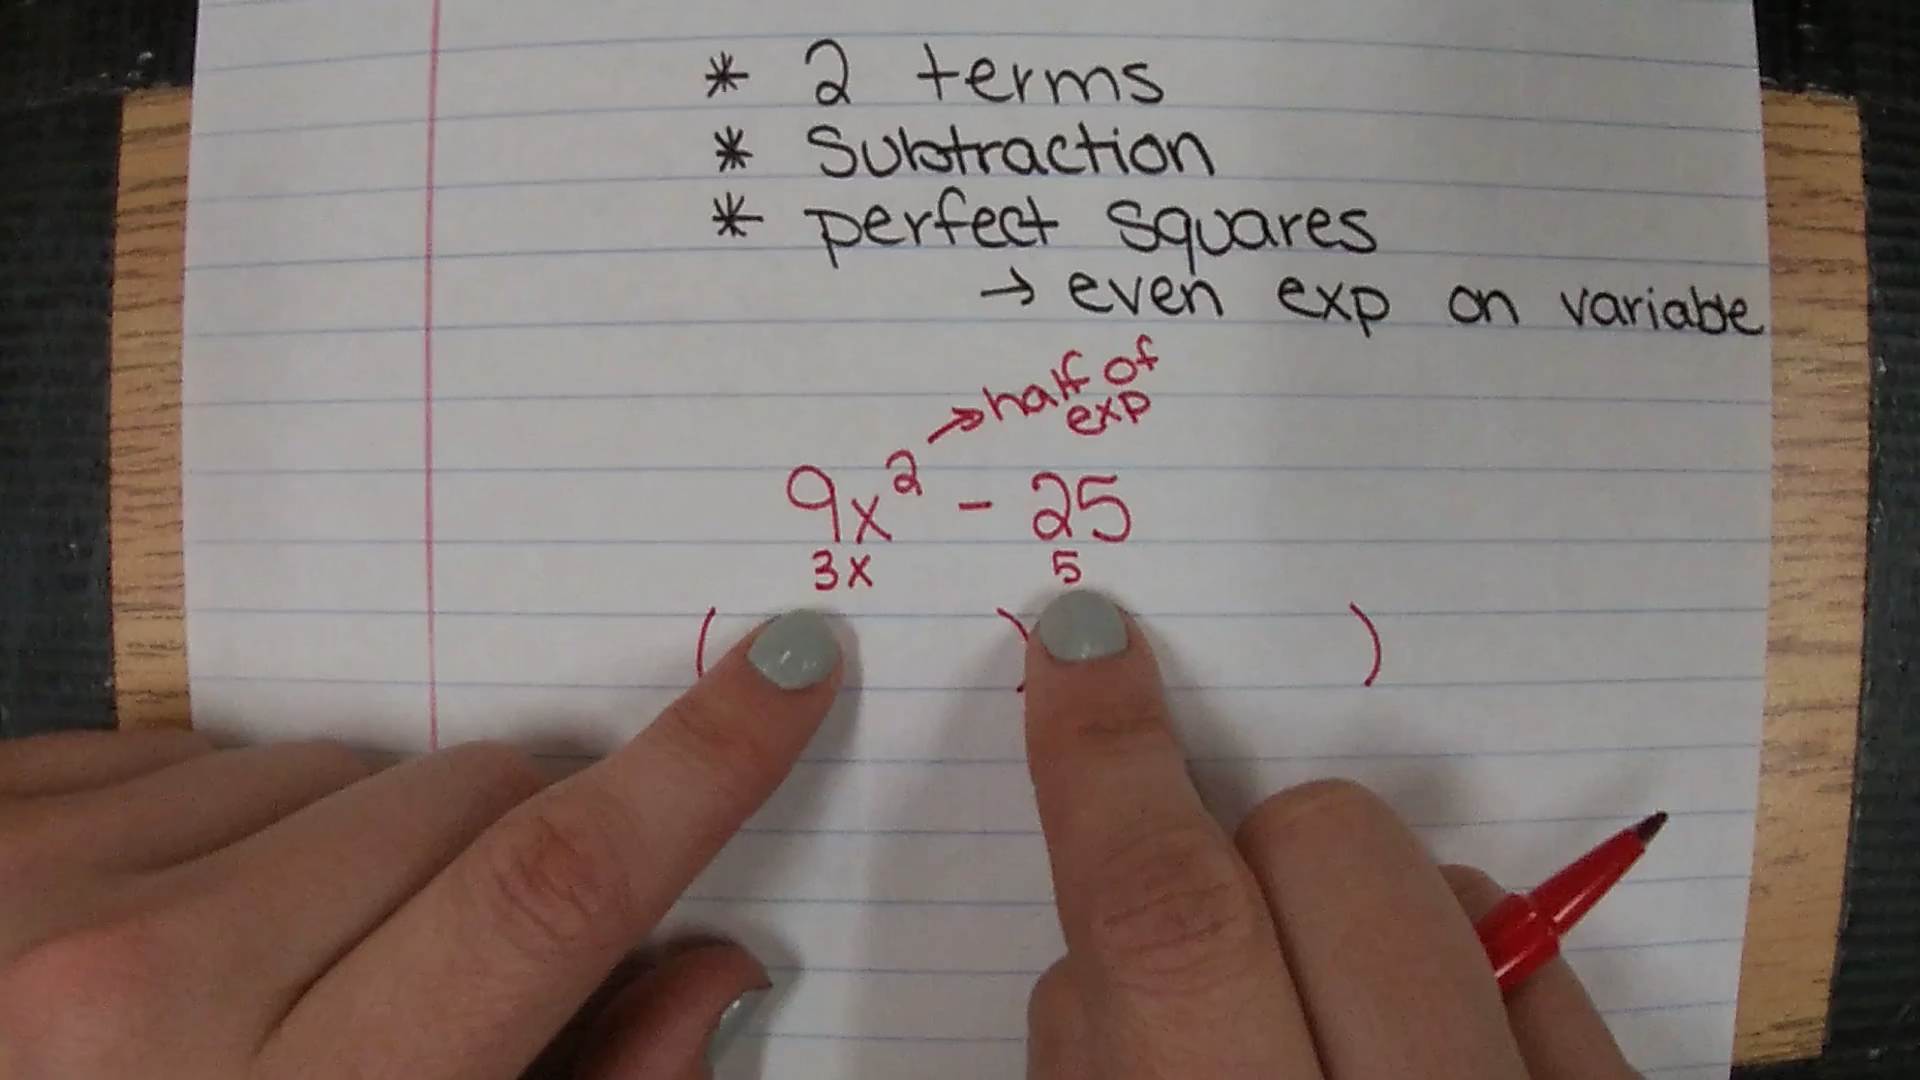 * 2 terms
* Subtraction
* perfect squares
→ even exp on variable
→ half of
exp
9x² - 25
3x 5
( ) )